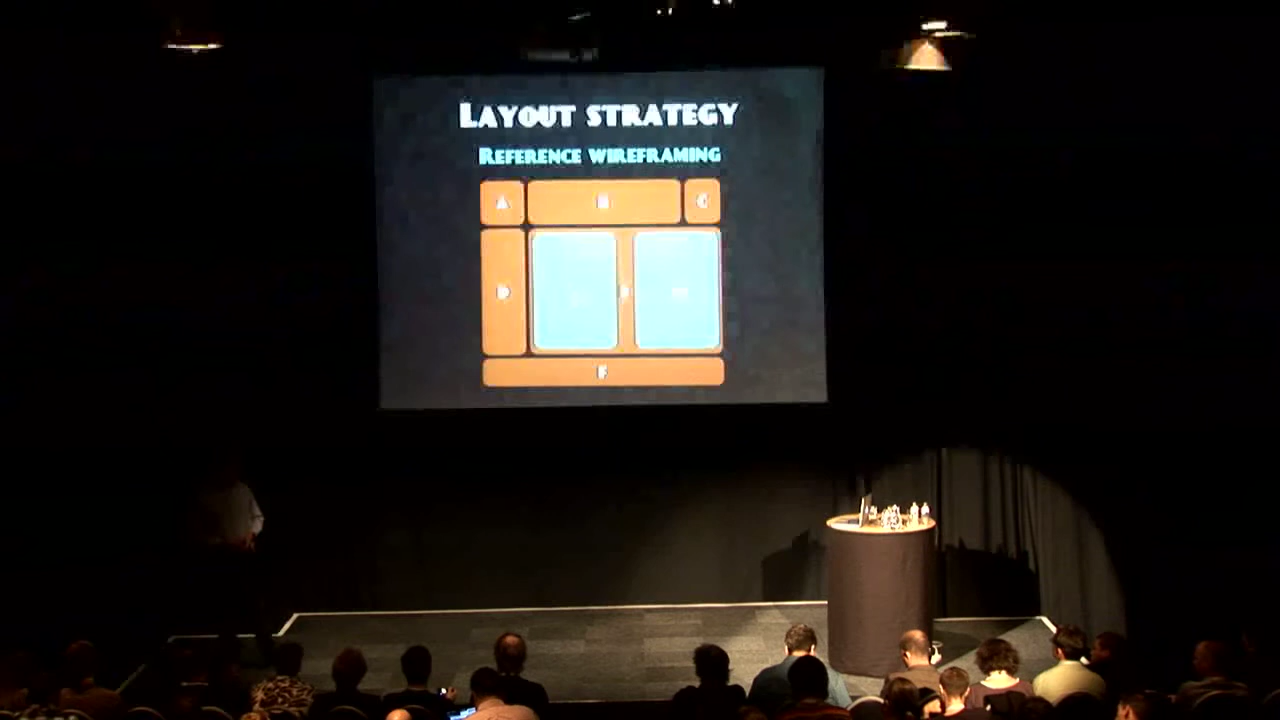 LAYOUT STRATEGY
REFERENCE WIREFRAMING
A B C
D
F